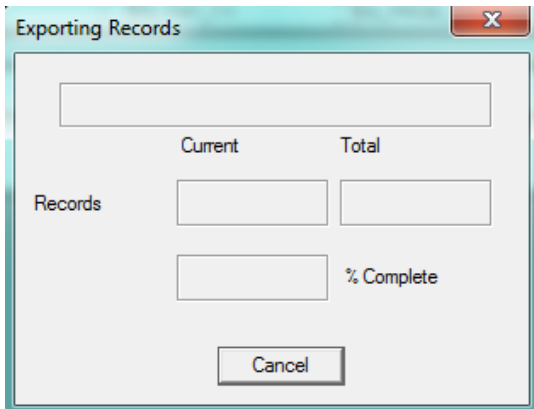 Exporting Records
Current Total
Records
% Complete
Cancel